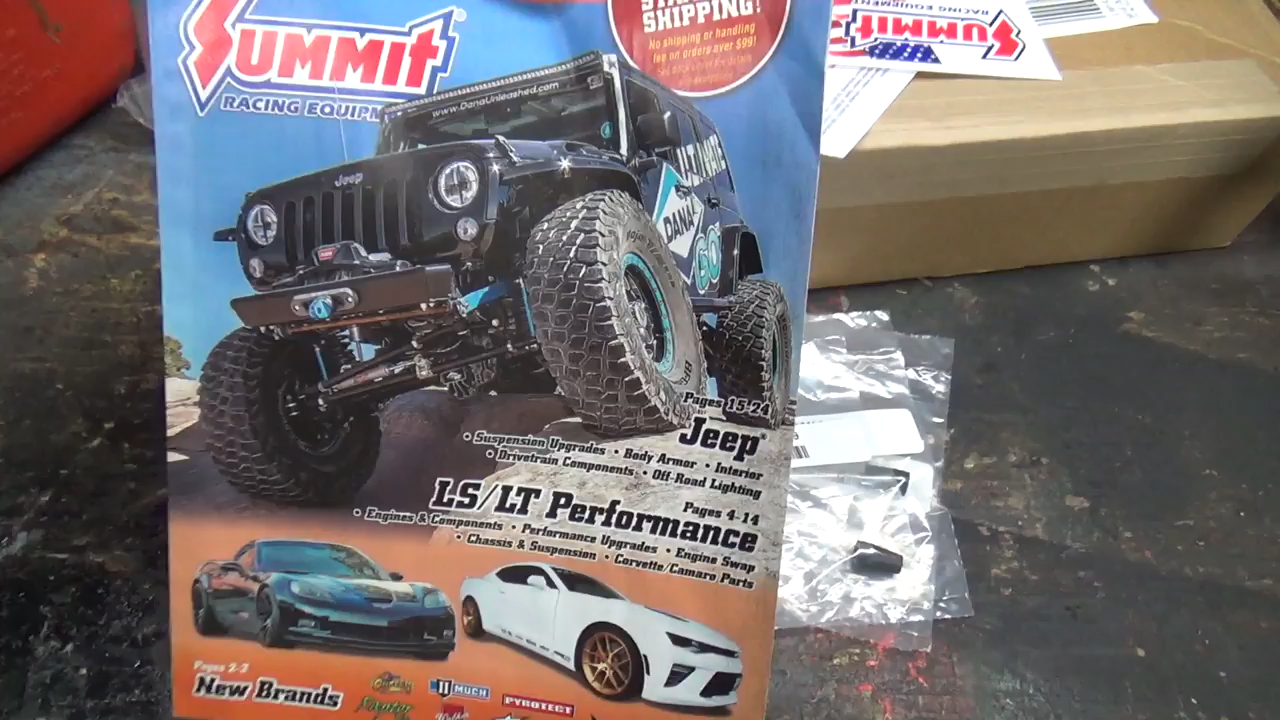 SUMMIT
RACING EQUIPM
SHIPPING!
No shipping or handling
fee on orders over $99!
www.DanaUnleashed.com
Jeep
DANA
60
SUMMIT
RACING EQUIPMENT
Pages 15-24
Jeep®
• Suspension Upgrades • Body Armor • Interior
• Drivetrain Components • Off-Road Lighting
Pages 4-14
LS/LT Performance
• Engines & Components • Performance Upgrades • Engine Swap
• Chassis & Suspension • Corvette/Camaro Parts
Pages 2-3
New Brands
MUCH
PYROTECT